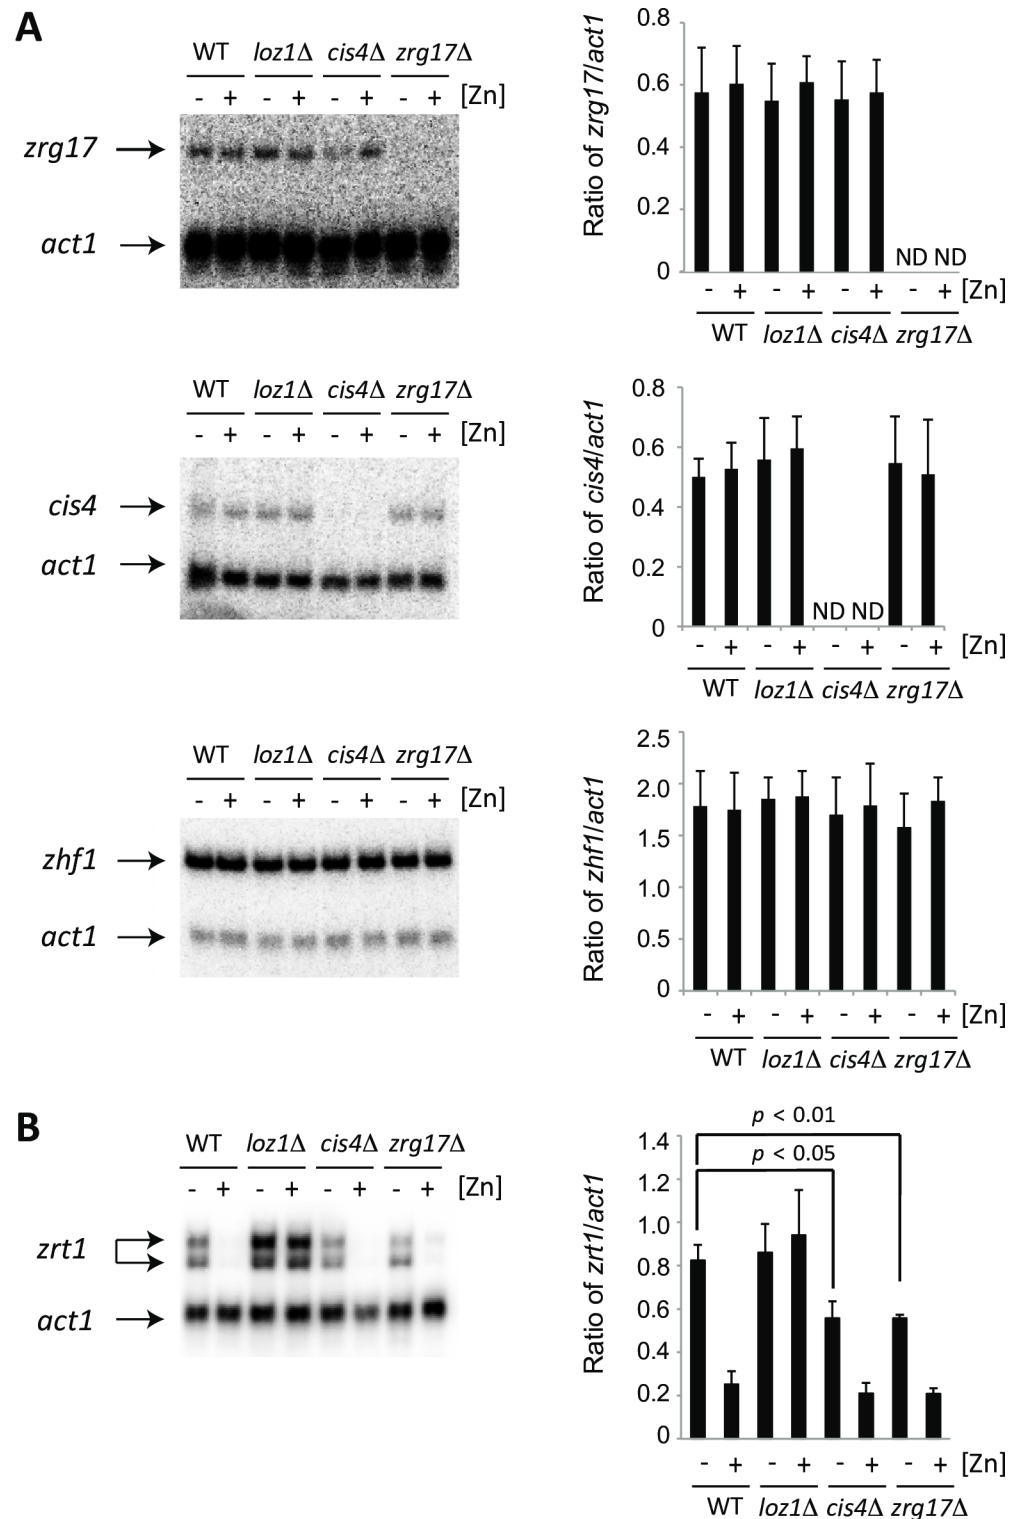 A
WT loz1Δ cis4Δ zrg17Δ
- + - + - + - + [Zn]
zrg17
act1
Ratio of zrg17/act1
0.8
0.6
0.4
0.2
0
ND ND
- + - + - + - + [Zn]
WT loz1Δ cis4Δ zrg17Δ
WT loz1Δ cis4Δ zrg17Δ
- + - + - + - + [Zn]
cis4
act1
Ratio of cis4/act1
0.8
0.6
0.4
0.2
0
ND ND
- + - + - + - + [Zn]
WT loz1Δ cis4Δ zrg17Δ
WT loz1Δ cis4Δ zrg17Δ
- + - + - + - + [Zn]
zhf1
act1
Ratio of zhf1/act1
2.5
2.0
1.5
1.0
0.5
0
- + - + - + - + [Zn]
WT loz1Δ cis4Δ zrg17Δ
B
WT loz1Δ cis4Δ zrg17Δ
- + - + - + - + [Zn]
zrt1
act1
Ratio of zrt1/act1
1.4
1.2
1.0
0.8
0.6
0.4
0.2
0
p < 0.01
p < 0.05
- + - + - + - + [Zn]
WT loz1Δ cis4Δ zrg17Δ